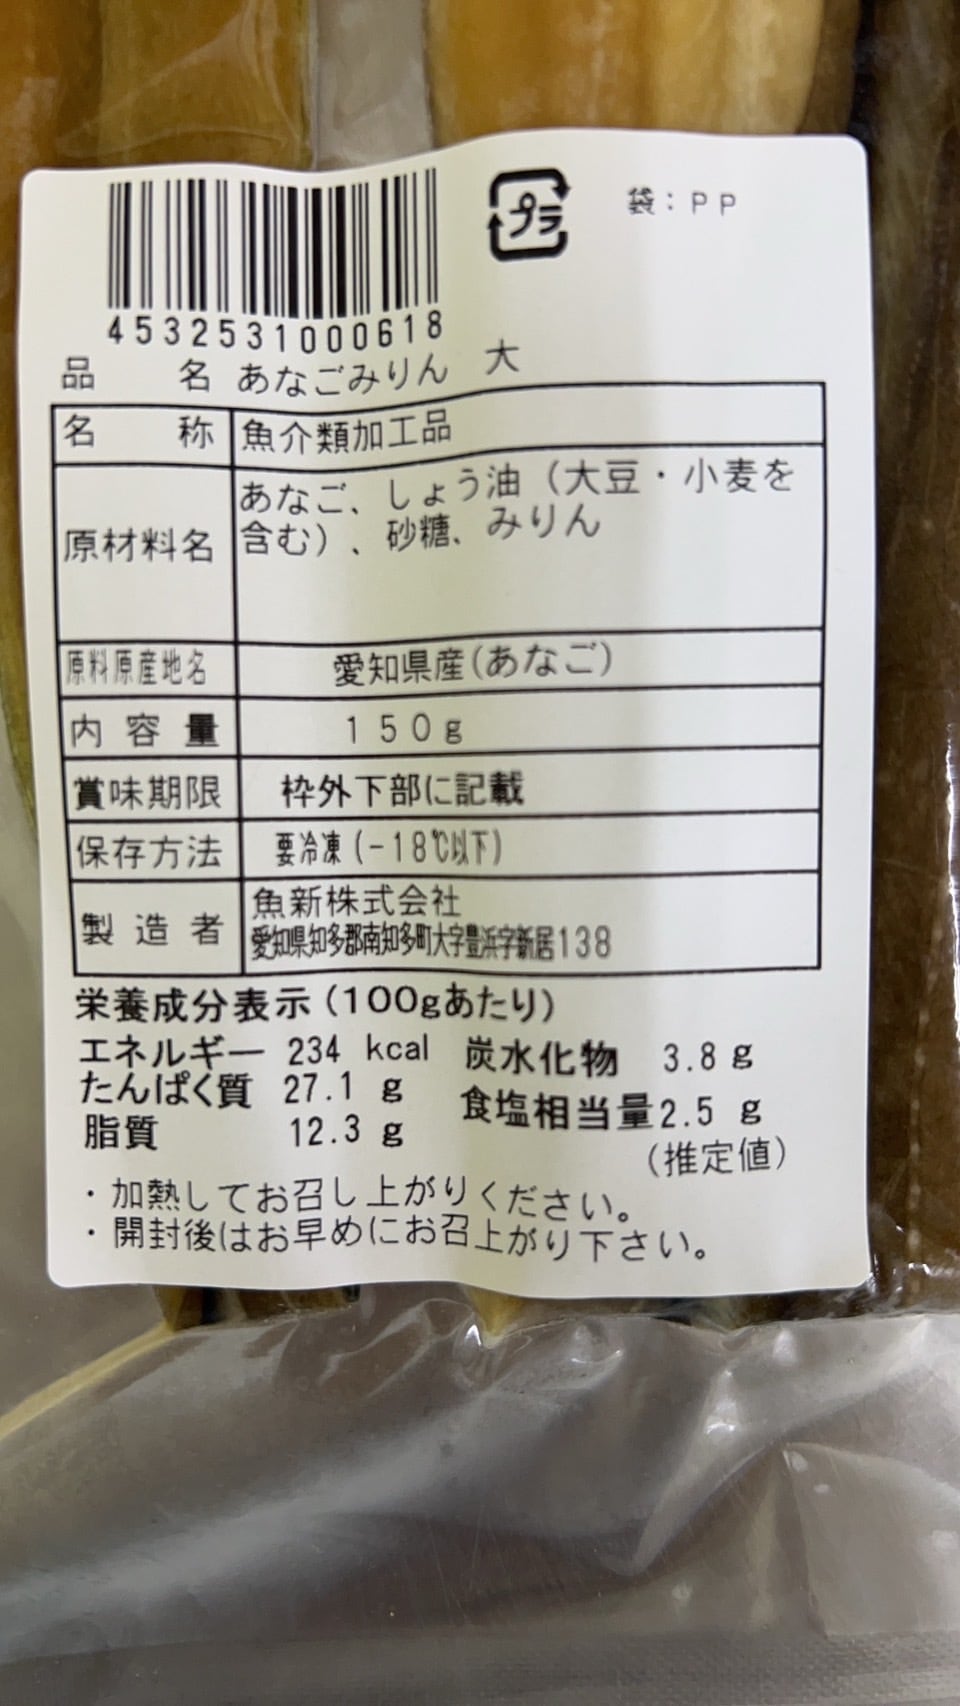 プラ
袋：ＰＰ
4532531000618
品　名 あなごみりん 大
名　称 魚介類加工品
原材料名 あなご、しょう油（大豆・小麦を
含む）、砂糖、みりん
原料原産地名 愛知県産(あなご)
内容量 １５０ｇ
賞味期限 枠外下部に記載
保存方法 要冷凍(-18℃以下)
製造者 魚新株式会社
愛知県知多郡南知多町大字豊浜字新居138
栄養成分表示(100gあたり)
エネルギー 234 kcal 炭水化物 3.8 g
たんぱく質 27.1 g 食塩相当量2.5 g
脂質 12.3 g
(推定値)
・加熱してお召し上がりください。
・開封後はお早めにお召上がり下さい。